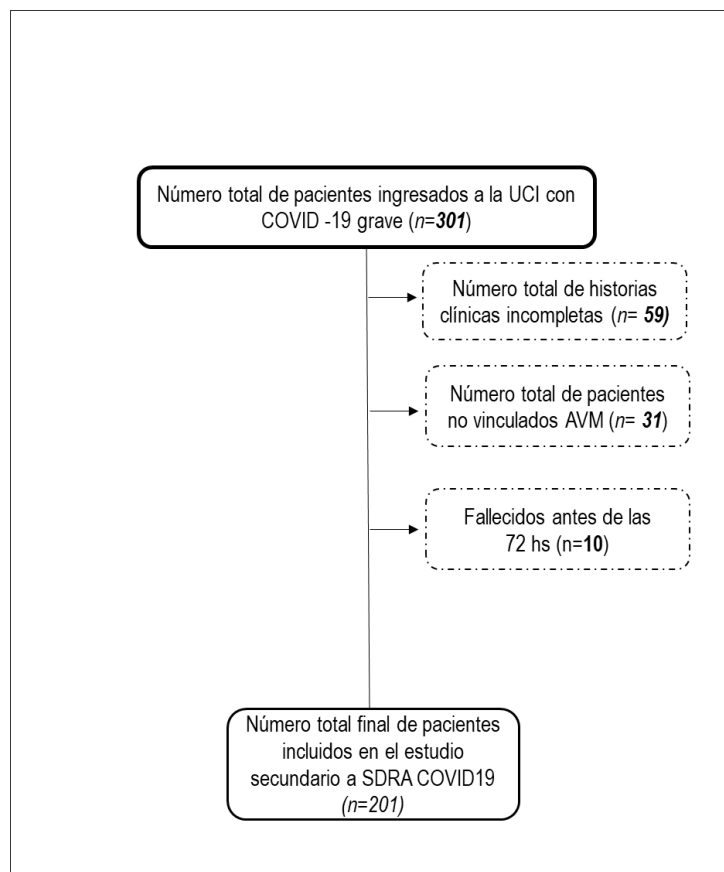 Número total de pacientes ingresados a la UCI con
COVID -19 grave (n=301)
Número total de historias
clínicas incompletas (n= 59)
Número total de pacientes
no vinculados AVM (n= 31)
Fallecidos antes de las
72 hs (n=10)
Número total final de pacientes
incluidos en el estudio
secundario a SDRA COVID19
(n=201)